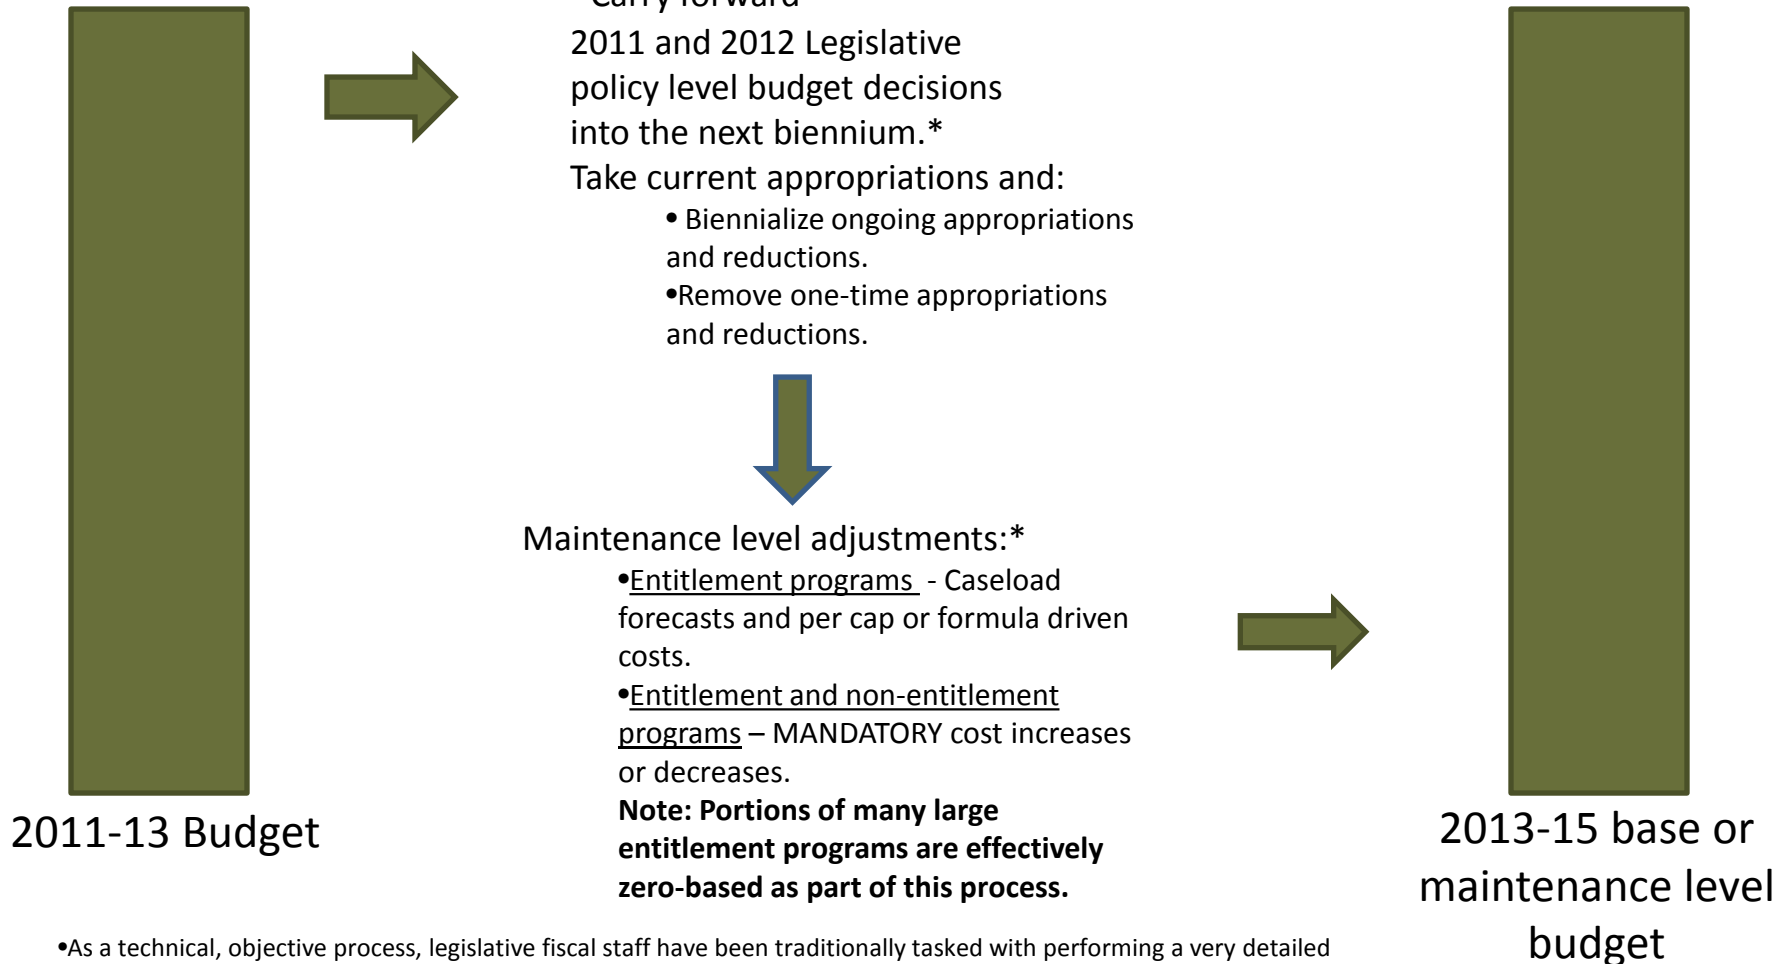 Carry forward
2011 and 2012 Legislative
policy level budget decisions
into the next biennium.*
Take current appropriations and:
• Biennialize ongoing appropriations
and reductions.
•Remove one-time appropriations
and reductions.
Maintenance level adjustments:*
•Entitlement programs - Caseload
forecasts and per cap or formula driven
costs.
•Entitlement and non-entitlement
programs – MANDATORY cost increases
or decreases.
Note: Portions of many large
entitlement programs are effectively
zero-based as part of this process.
2011-13 Budget
2013-15 base or
maintenance level
budget
•As a technical, objective process, legislative fiscal staff have been traditionally tasked with performing a very detailed